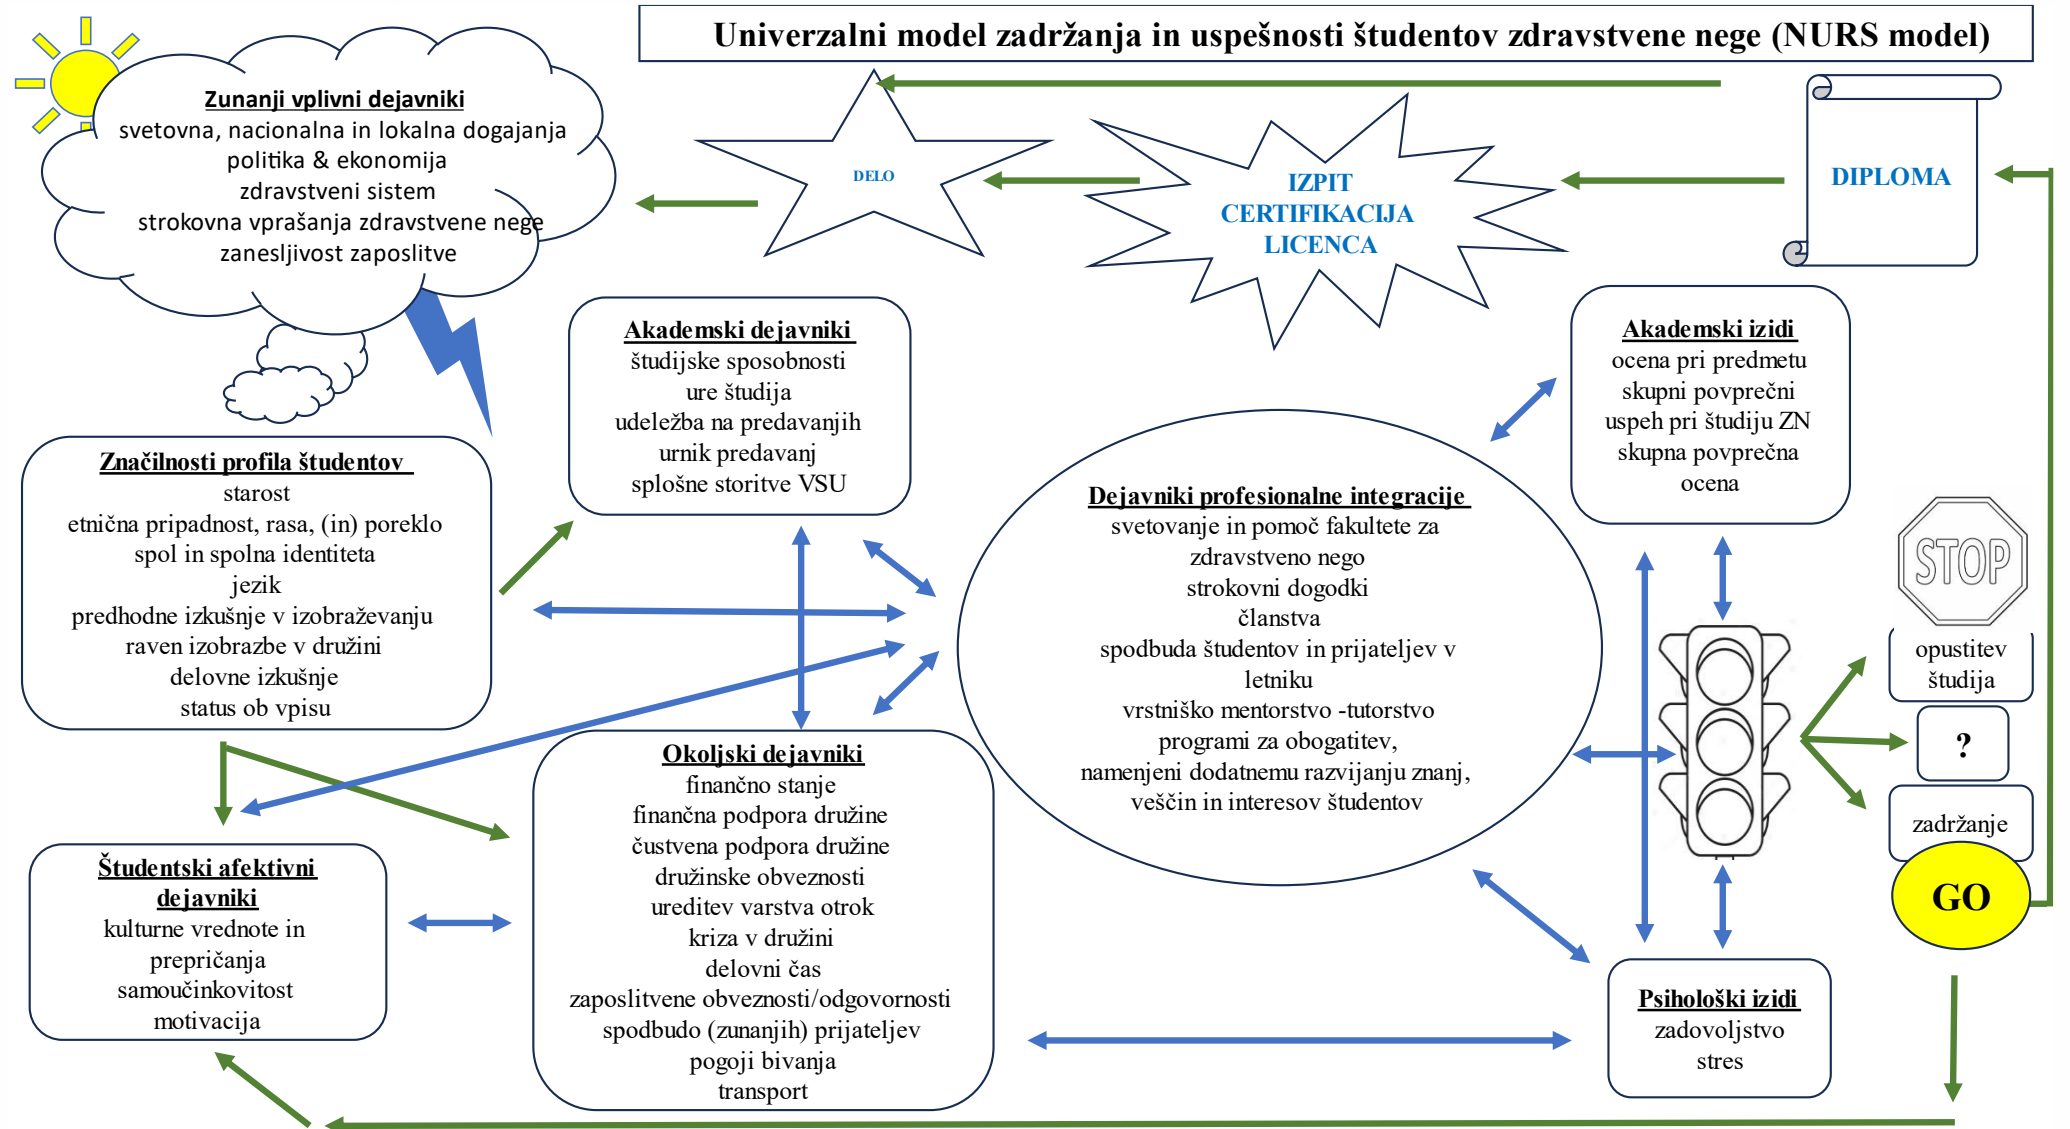 Univerzalni model zadržanja in uspešnosti študentov zdravstvene nege (NURS model)
Zunanji vplivni dejavniki
svetovna, nacionalna in lokalna dogajanja
politika & ekonomija
zdravstveni sistem
strokovna vprašanja zdravstvene nege
zanesljivost zaposlitve
DELO
IZPIT
CERTIFIKACIJA
LICENCA
DIPLOMA
Akademski dejavniki
študijske sposobnosti
ure študija
udeležba na predavanjih
urnik predavanj
splošne storitve VSU
Akademski izidi
ocena pri predmetu
skupni povprečni
uspeh pri študiju ZN
skupna povprečna
ocena
Značilnosti profila študentov
starost
etnična pripadnost, rasa, (in) poreklo
spol in spolna identiteta
jezik
predhodne izkušnje v izobraževanju
raven izobrazbe v družini
delovne izkušnje
status ob vpisu
Dejavniki profesionalne integracije
svetovanje in pomoč fakultete za
zdravstveno nego
strokovni dogodki
članstva
spodbuda študentov in prijateljev v
letniku
vrstniško mentorstvo -tutorstvo
programi za obogatitev,
namenjeni dodatnemu razvijanju znanj,
veščin in interesov študentov
STOP
opustitev
študija
?
zadržanje
GO
Okoljski dejavniki
finančno stanje
finančna podpora družine
čustvena podpora družine
družinske obveznosti
ureditev varstva otrok
kriza v družini
delovni čas
zaposlitvene obveznosti/odgovornosti
spodbudo (zunanjih) prijateljev
pogoji bivanja
transport
Študentski afektivni
dejavniki
kulturne vrednote in
prepričanja
samoučinkovitost
motivacija
Psihološki izidi
zadovoljstvo
stres